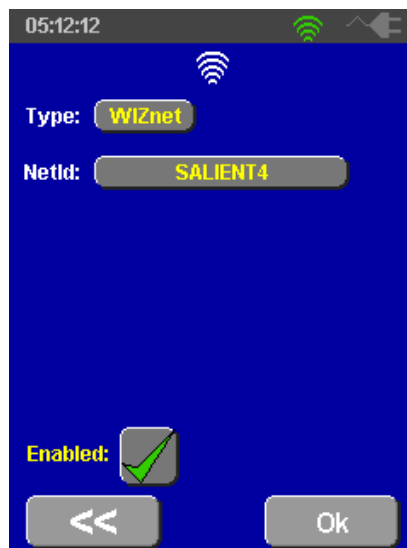 05:12:12
Type: WIZnet
NetId: SALIENT4
Enabled:
<< Ok